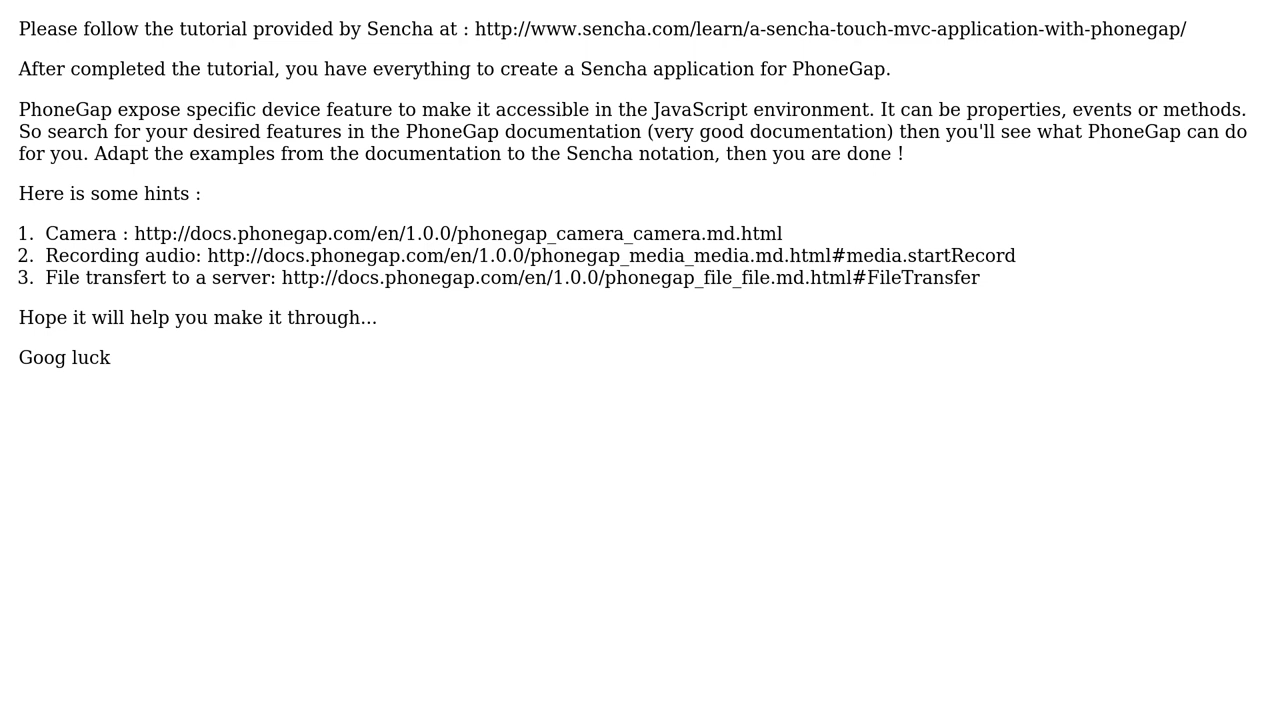 Please follow the tutorial provided by Sencha at : http://www.sencha.com/learn/a-sencha-touch-mvc-application-with-phonegap/
After completed the tutorial, you have everything to create a Sencha application for PhoneGap.
PhoneGap expose specific device feature to make it accessible in the JavaScript environment. It can be properties, events or methods.
So search for your desired features in the PhoneGap documentation (very good documentation) then you'll see what PhoneGap can do
for you. Adapt the examples from the documentation to the Sencha notation, then you are done !
Here is some hints :
1. Camera : http://docs.phonegap.com/en/1.0.0/phonegap_camera_camera.md.html
2. Recording audio: http://docs.phonegap.com/en/1.0.0/phonegap_media_media.md.html#media.startRecord
3. File transfert to a server: http://docs.phonegap.com/en/1.0.0/phonegap_file_file.md.html#FileTransfer
Hope it will help you make it through...
Goog luck